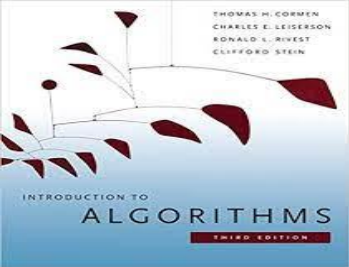 THOMAS H. CORMEN
CHARLES E. LEISERSON
RONALD L. RIVEST
CLIFFORD STEIN
INTRODUCTION TO
ALGORITHMS
THIRD EDITION